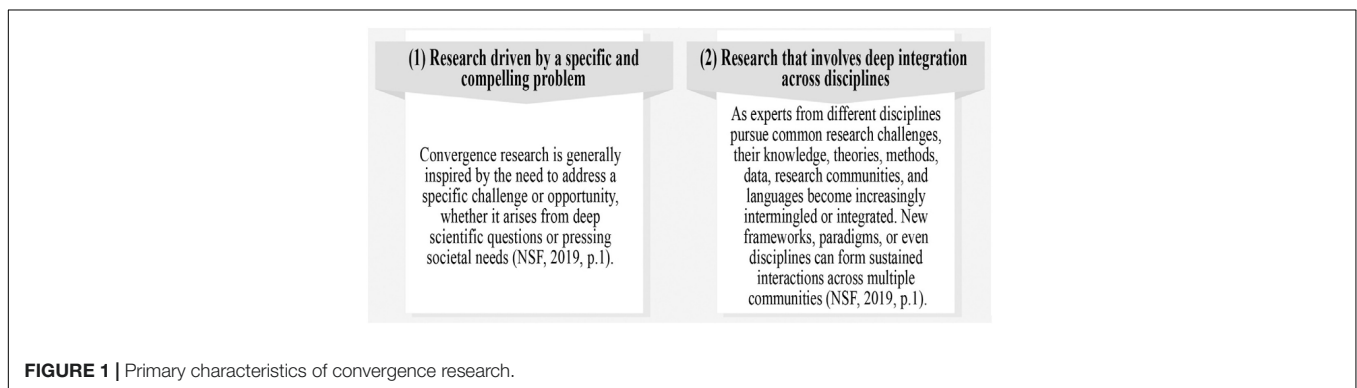 (1) Research driven by a specific and
compelling problem
Convergence research is generally
inspired by the need to address a
specific challenge or opportunity,
whether it arises from deep
scientific questions or pressing
societal needs (NSF, 2019, p.1).
(2) Research that involves deep integration
across disciplines
As experts from different disciplines
pursue common research challenges,
their knowledge, theories, methods,
data, research communities, and
languages become increasingly
intermingled or integrated. New
frameworks, paradigms, or even
disciplines can form sustained
interactions across multiple
communities (NSF, 2019, p.1).
FIGURE 1 | Primary characteristics of convergence research.